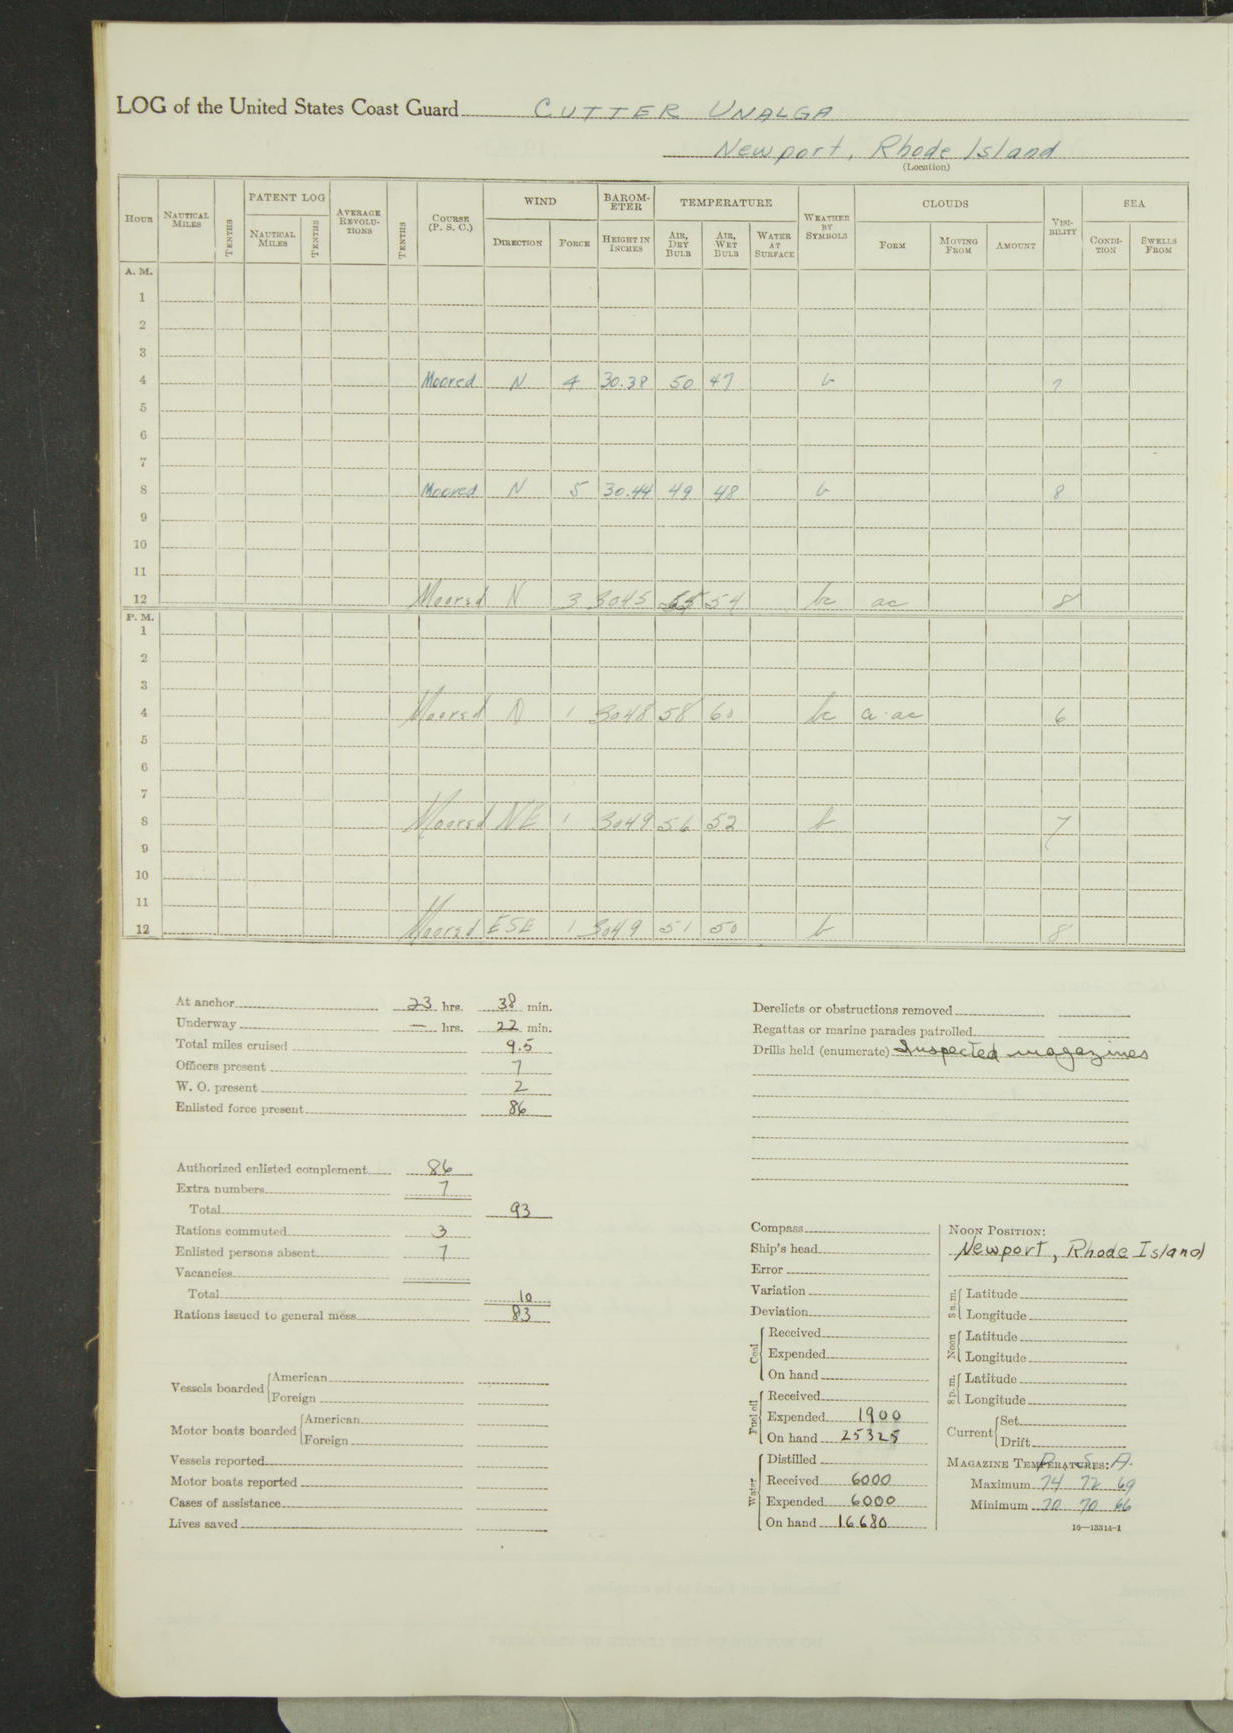 LOG of the United States Coast Guard CUTTER UNALGA
Newport, Rhode Island
(Location)
HOUR NAUTICAL MILES TENTHS PATENT LOG NAUTICAL MILES TENTHS AVERAGE REVOLUTIONS TENTHS COURSE (P. S. C.) WIND DIRECTION FORCE BAROMETER HEIGHT IN INCHES TEMPERATURE AIR, DRY BULB AIR, WET BULB WATER AT SURFACE WEATHER BY SYMBOLS CLOUDS FORM MOVING FROM AMOUNT VISIBILITY SEA CONDITION SWELLS FROM
A. M.
1
2
3
4 Moored N 4 30.38 50 47 b 7
5
6
7
8 Moored N 5 30.44 49 48 b 8
9
10
11
12 Moored N 3 3045 54 bc ac 8
P. M.
1
2
3
4 Moored N 1 3048 58 60 bc ac 6
5
6
7
8 Moored NE 1 3049 56 52 b 7
9
10
11
12 Moored ESE 1 3049 51 50 b 8
At anchor 23 hrs. 38 min.
Underway — hrs. 22 min.
Total miles cruised 9.5
Officers present 7
W. O. present 2
Enlisted force present 86
Authorized enlisted complement 86
Extra numbers 7
Total 93
Rations commuted 3
Enlisted persons absent 7
Vacancies
Total 10
Rations issued to general mess 83
Vessels boarded American
Foreign
Motor boats boarded American
Foreign
Vessels reported
Motor boats reported
Cases of assistance
Lives saved
Derelicts or obstructions removed
Regattas or marine parades patrolled
Drills held (enumerate) Inspected magazines
Compass
Ship's head
Error
Variation
Deviation
Coal Received
Expended
On hand
Fuel oil Received
Expended 1900
On hand 25325
Water Distilled
Received 6000
Expended 6000
On hand 16680
NOON POSITION:
Newport, Rhode Island
8 a. m. Latitude
Longitude
Noon Latitude
Longitude
8 p. m. Latitude
Longitude
Current Set
Drift
MAGAZINE TEMPERATURES: A.
Maximum 74 72 69
Minimum 70 70 66
16—13314-1